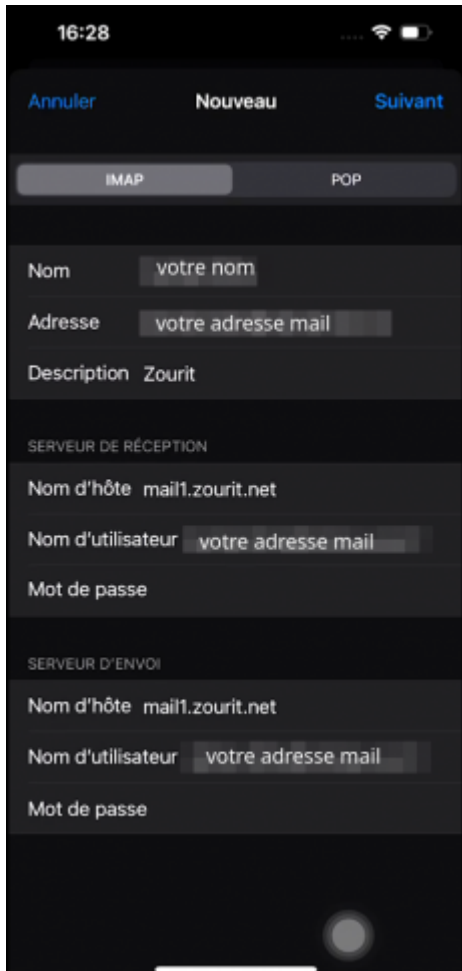 16:28
Annuler Nouveau Suivant
IMAP POP
Nom votre nom
Adresse votre adresse mail
Description Zourit
SERVEUR DE RÉCEPTION
Nom d'hôte mail1.zourit.net
Nom d'utilisateur votre adresse mail
Mot de passe
SERVEUR D'ENVOI
Nom d'hôte mail1.zourit.net
Nom d'utilisateur votre adresse mail
Mot de passe